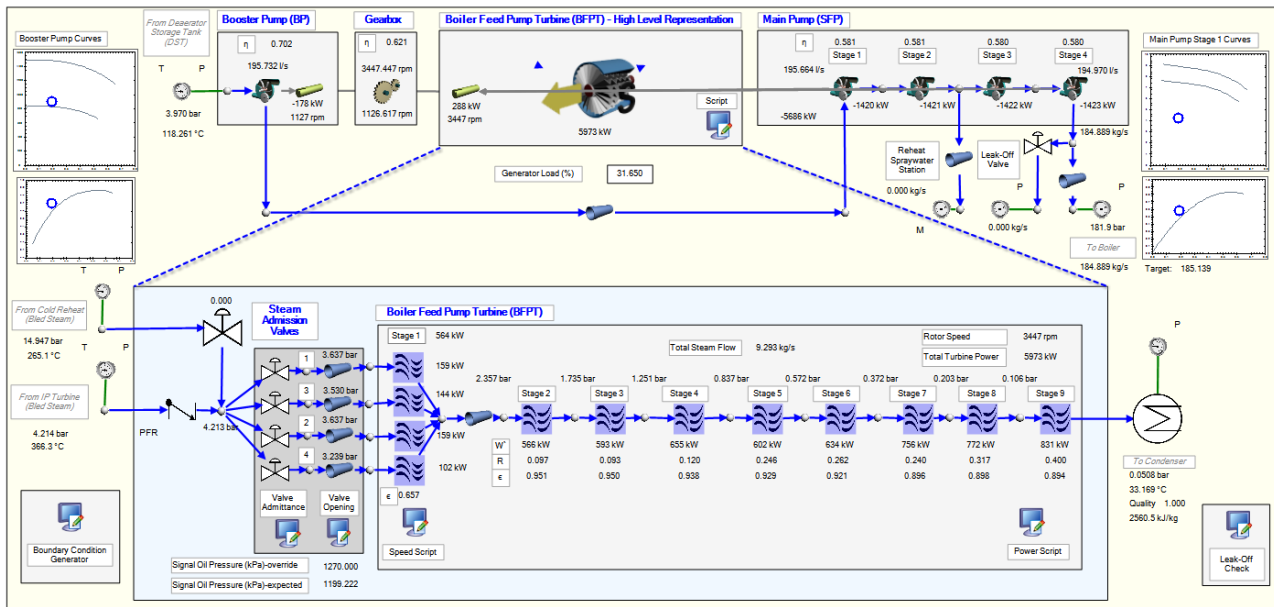 From Deaerator
Storage Tank
(DST)
Booster Pump (BP)
Gearbox
Boiler Feed Pump Turbine (BFPT) - High Level Representation
Main Pump (SFP)
Booster Pump Curves
T P
3.970 bar
118.261 °C
η 0.702
195.732 l/s
-178 kW
1127 rpm
η 0.621
3447.447 rpm
1126.617 rpm
288 kW
3447 rpm
5973 kW
Script
η 0.581 0.581 0.580 0.580
Stage 1 Stage 2 Stage 3 Stage 4
195.664 l/s
194.970 l/s
-1420 kW -1421 kW -1422 kW -1423 kW
-5686 kW
184.889 kg/s
Main Pump Stage 1 Curves
Reheat
Spraywater
Station
0.000 kg/s
M
Leak-Off
Valve
P
0.000 kg/s
P
181.9 bar
To Boiler
184.889 kg/s
Target: 185.139
Generator Load (%) 31.650
T P
From Cold Reheat
(Bled Steam)
14.947 bar
265.1 °C
T P
From IP Turbine
(Bled Steam)
4.214 bar
366.3 °C
PFR
4.213 bar
0.000
Steam
Admission
Valves
1 3.637 bar
3 3.530 bar
2 3.637 bar
4 3.239 bar
Valve
Admittance
Valve
Opening
Boiler Feed Pump Turbine (BFPT)
Stage 1 564 kW
159 kW
144 kW
159 kW
102 kW
ϵ 0.657
Speed Script
Total Steam Flow 9.293 kg/s
Rotor Speed 3447 rpm
Total Turbine Power 5973 kW
2.357 bar 1.735 bar 1.251 bar 0.837 bar 0.572 bar 0.372 bar 0.203 bar 0.106 bar
Stage 2 Stage 3 Stage 4 Stage 5 Stage 6 Stage 7 Stage 8 Stage 9
W' 566 kW 593 kW 655 kW 602 kW 634 kW 756 kW 772 kW 831 kW
R 0.097 0.093 0.120 0.246 0.262 0.240 0.317 0.400
ϵ 0.951 0.950 0.938 0.929 0.921 0.896 0.898 0.894
Power Script
P
To Condenser
0.0508 bar
33.169 °C
Quality 1.000
2560.5 kJ/kg
Boundary Condition
Generator
Signal Oil Pressure (kPa)-override 1270.000
Signal Oil Pressure (kPa)-expected 1199.222
Leak-Off
Check